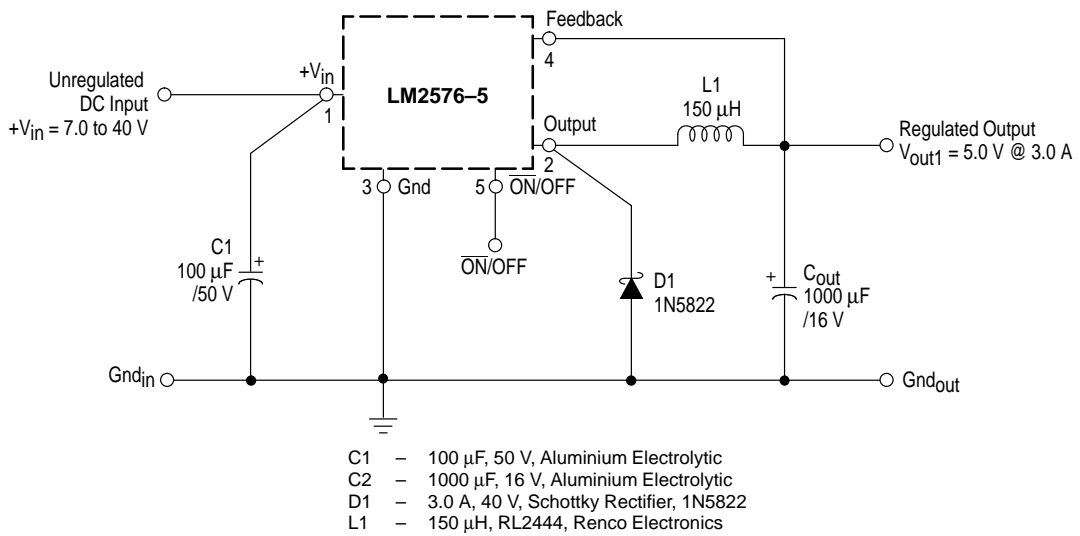 Feedback
4
Unregulated
DC Input
+Vin = 7.0 to 40 V
+Vin
1
LM2576–5
L1
150 μH
Output
2
Regulated Output
Vout1 = 5.0 V @ 3.0 A
3
Gnd
5
ON/OFF
ON/OFF
C1
100 μF
/50 V
+
D1
1N5822
+
Cout
1000 μF
/16 V
Gndin
Gndout
C1 – 100 μF, 50 V, Aluminium Electrolytic
C2 – 1000 μF, 16 V, Aluminium Electrolytic
D1 – 3.0 A, 40 V, Schottky Rectifier, 1N5822
L1 – 150 μH, RL2444, Renco Electronics